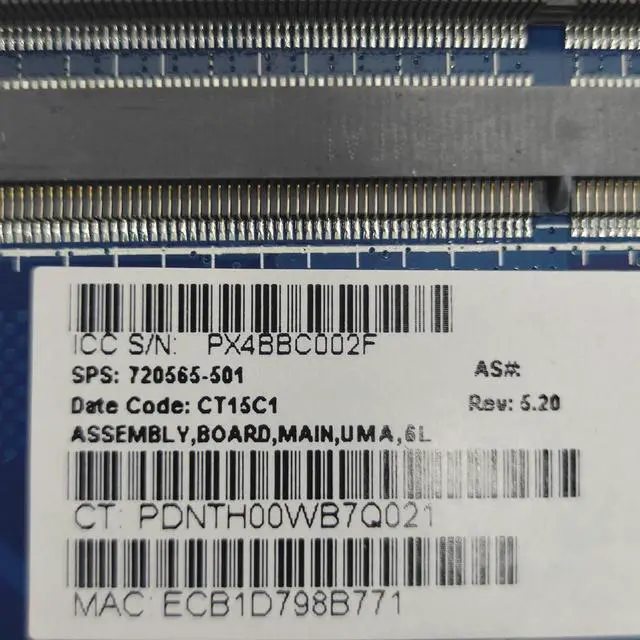 ICC S/N: PX4BBC002F
SPS: 720565-501
AS#:
Date Code: CT15C1
Rev: 5.20
ASSEMBLY,BOARD,MAIN,UMA,6L
CT: PDNTH00WB7Q021
MAC: ECB1D798B771